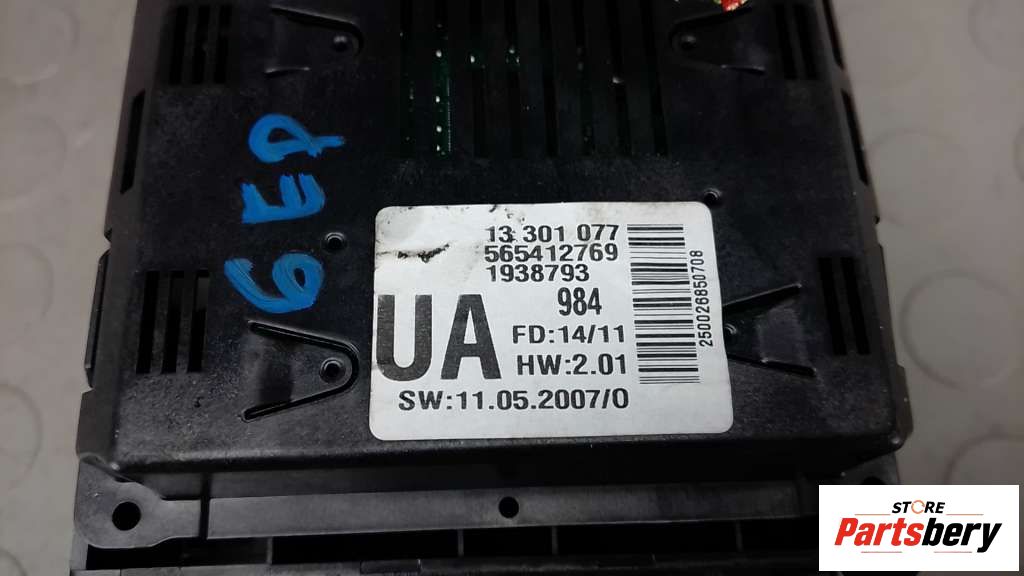 13 301 077
565412769
1938793
UA
984
FD:14/11
HW:2.01
SW:11.05.2007/0
250026850708
STORE
Partsbery